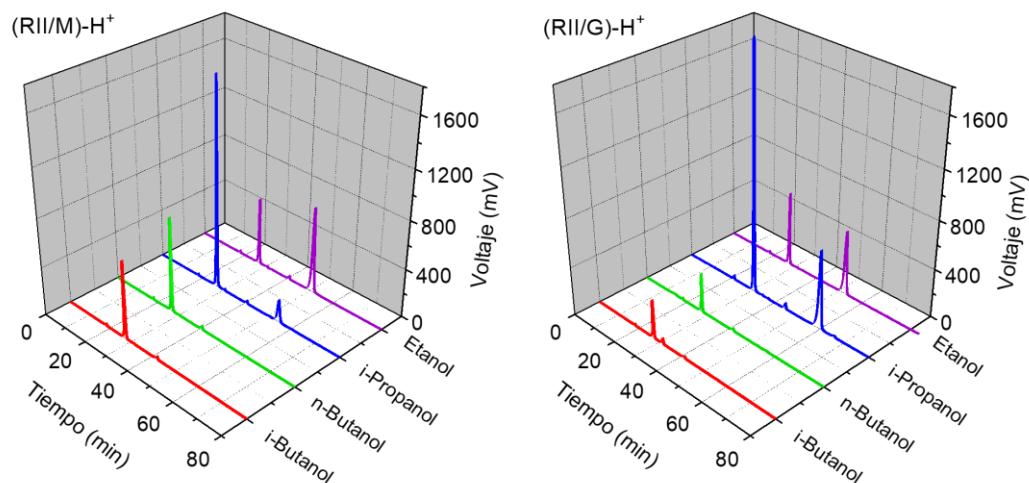 (RII/M)-H⁺
1600
1200
800
400
0
Voltaje (mV)
0
20
40
60
80
Tiempo (min)
Etanol
i-Propanol
n-Butanol
i-Butanol
(RII/G)-H⁺
1600
1200
800
400
0
Voltaje (mV)
0
20
40
60
80
Tiempo (min)
Etanol
i-Propanol
n-Butanol
i-Butanol